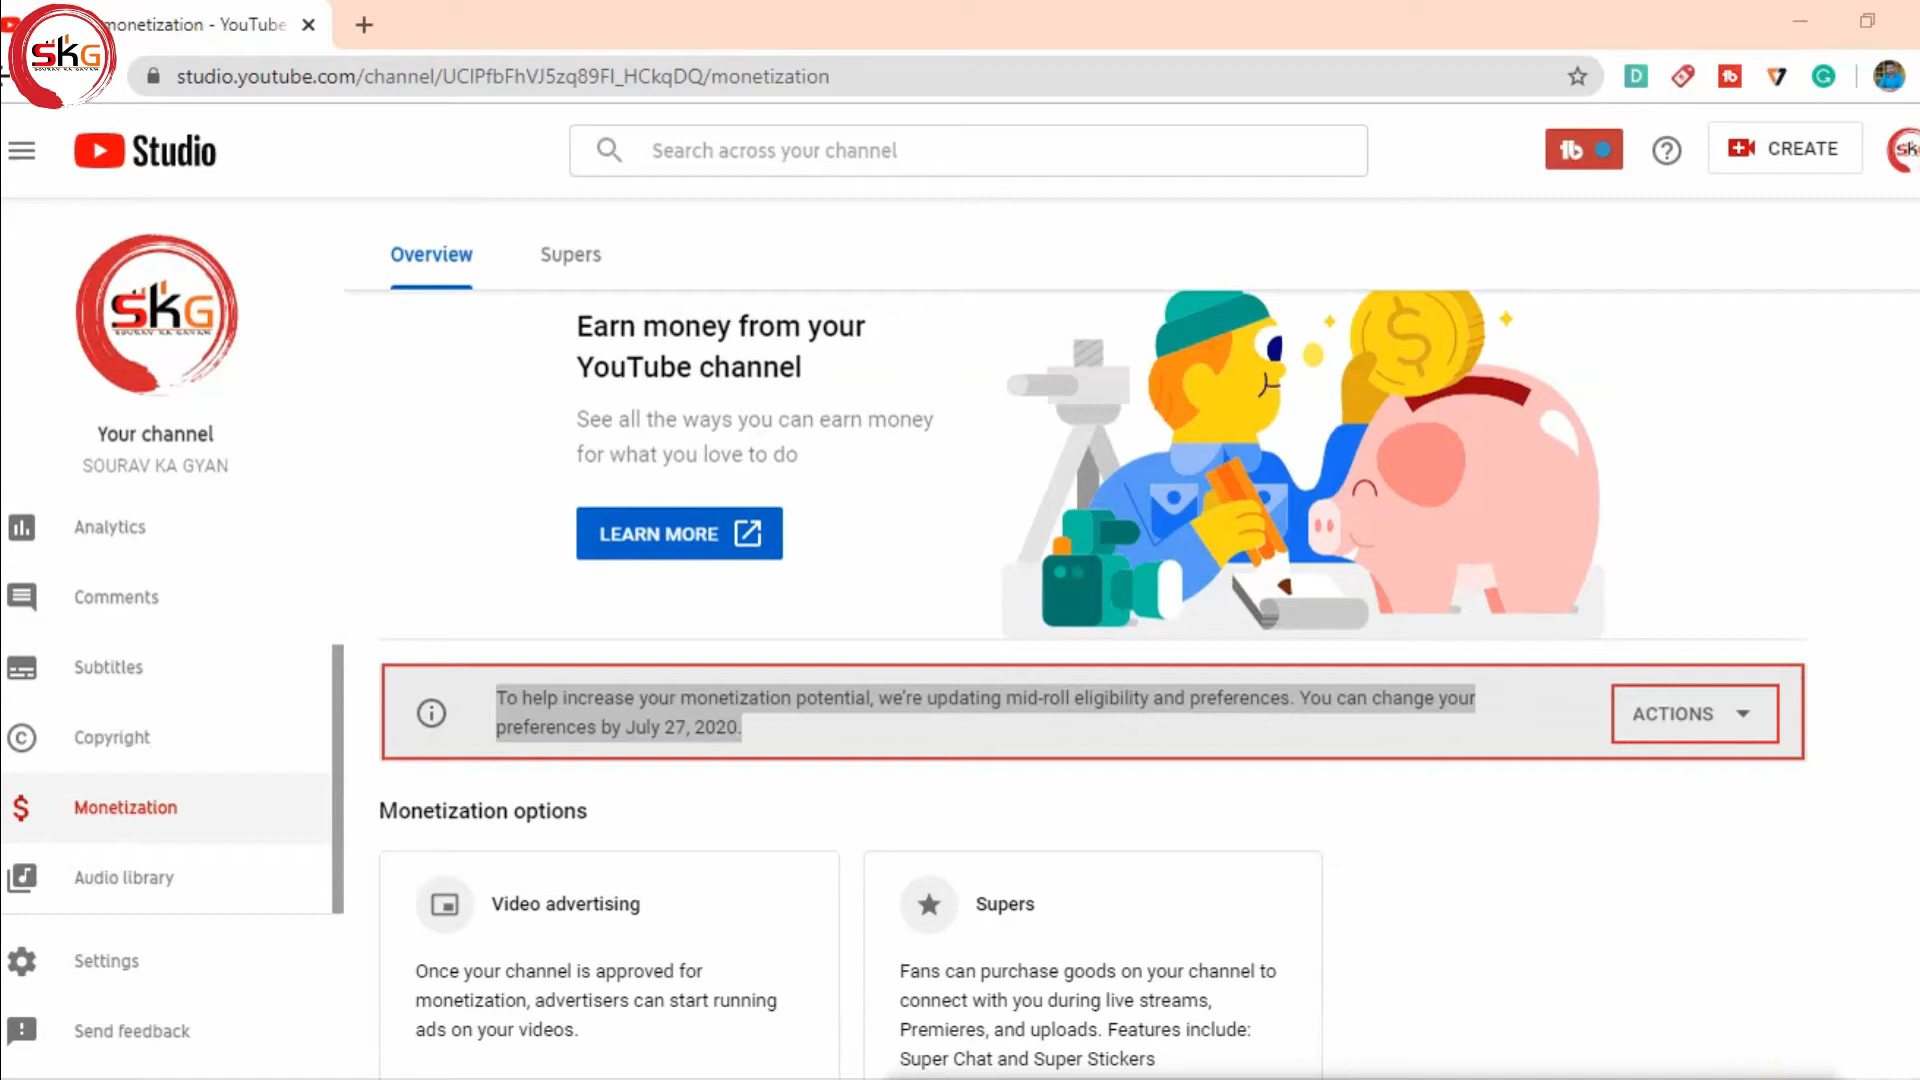 monetization - YouTube
SKG
studio.youtube.com/channel/UCIPfbFhVJ5zq89FI_HCkqDQ/monetization
Studio
Search across your channel
CREATE
Overview
Supers
SKG
SOURAV KA GAYAN
Your channel
SOURAV KA GYAN
Analytics
Comments
Subtitles
Copyright
Monetization
Audio library
Settings
Send feedback
Earn money from your
YouTube channel
See all the ways you can earn money
for what you love to do
LEARN MORE
To help increase your monetization potential, we're updating mid-roll eligibility and preferences. You can change your
preferences by July 27, 2020.
ACTIONS
Monetization options
Video advertising
Once your channel is approved for
monetization, advertisers can start running
ads on your videos.
Supers
Fans can purchase goods on your channel to
connect with you during live streams,
Premieres, and uploads. Features include:
Super Chat and Super Stickers